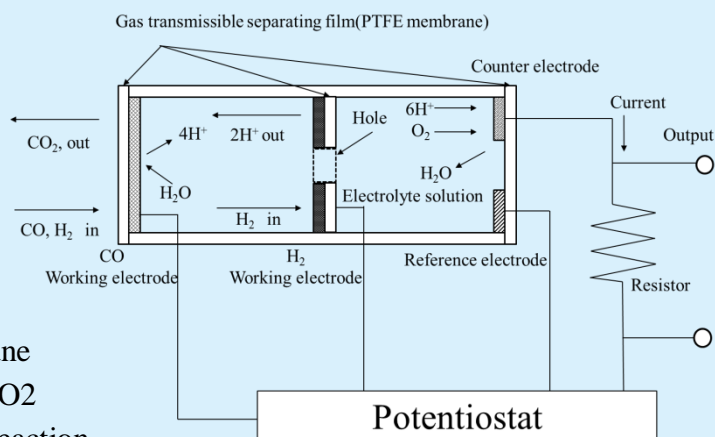 Gas transmissible separating film(PTFE membrane)
Counter electrode
Current
Output
6H⁺
O₂
Hole
4H⁺
2H⁺ out
CO₂, out
H₂O
H₂O
Electrolyte solution
H₂ in
CO, H₂ in
CO
Working electrode
H₂
Working electrode
Reference electrode
Resistor
O2
Potentiostat